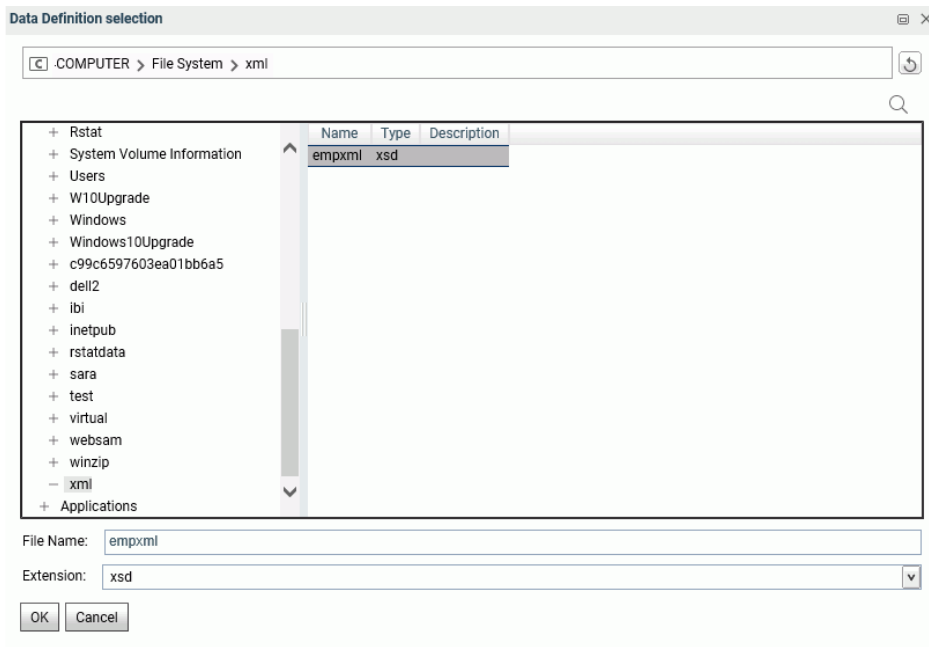 Data Definition selection
C COMPUTER > File System > xml
Rstat
System Volume Information
Users
W10Upgrade
Windows
Windows10Upgrade
c99c6597603ea01bb6a5
dell2
ibi
inetpub
rstatdata
sara
test
virtual
websam
winzip
xml
Applications
Name Type Description
empxml xsd
File Name: empxml
Extension: xsd
OK Cancel